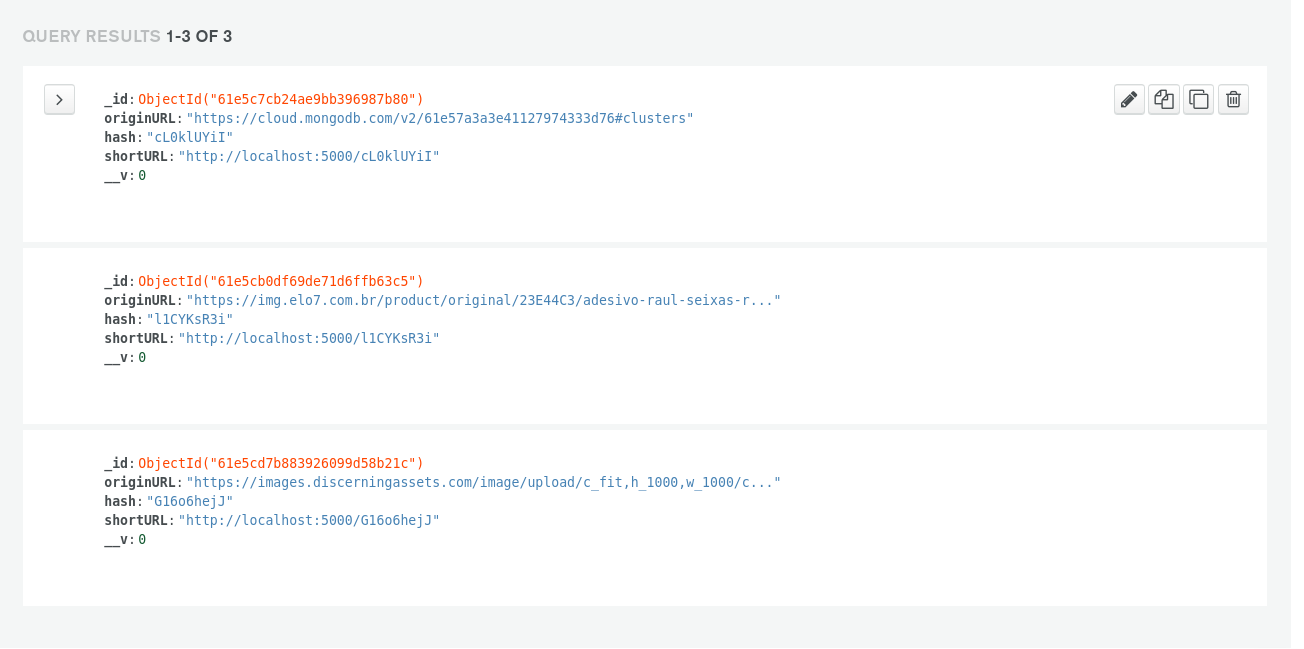 QUERY RESULTS 1-3 OF 3
_id: ObjectId("61e5c7cb24ae9bb396987b80")
originURL: "https://cloud.mongodb.com/v2/61e57a3a3e41127974333d76#clusters"
hash: "cL0klUYiI"
shortURL: "http://localhost:5000/cL0klUYiI"
__v: 0
_id: ObjectId("61e5cb0df69de71d6ffb63c5")
originURL: "https://img.elo7.com.br/product/original/23E44C3/adesivo-raul-seixas-r..."
hash: "l1CYKsR3i"
shortURL: "http://localhost:5000/l1CYKsR3i"
__v: 0
_id: ObjectId("61e5cd7b883926099d58b21c")
originURL: "https://images.discerningassets.com/image/upload/c_fit,h_1000,w_1000/c..."
hash: "G16o6hejJ"
shortURL: "http://localhost:5000/G16o6hejJ"
__v: 0